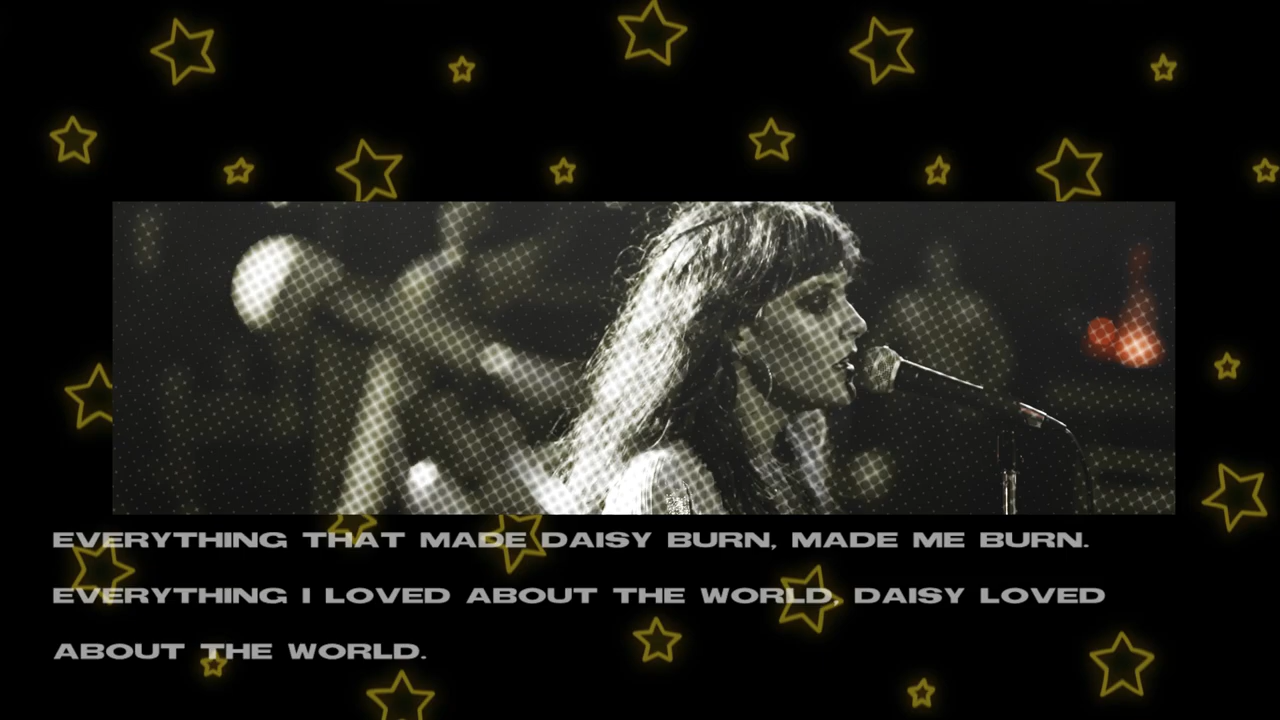 EVERYTHING THAT MADE DAISY BURN, MADE ME BURN.
EVERYTHING I LOVED ABOUT THE WORLD, DAISY LOVED
ABOUT THE WORLD.